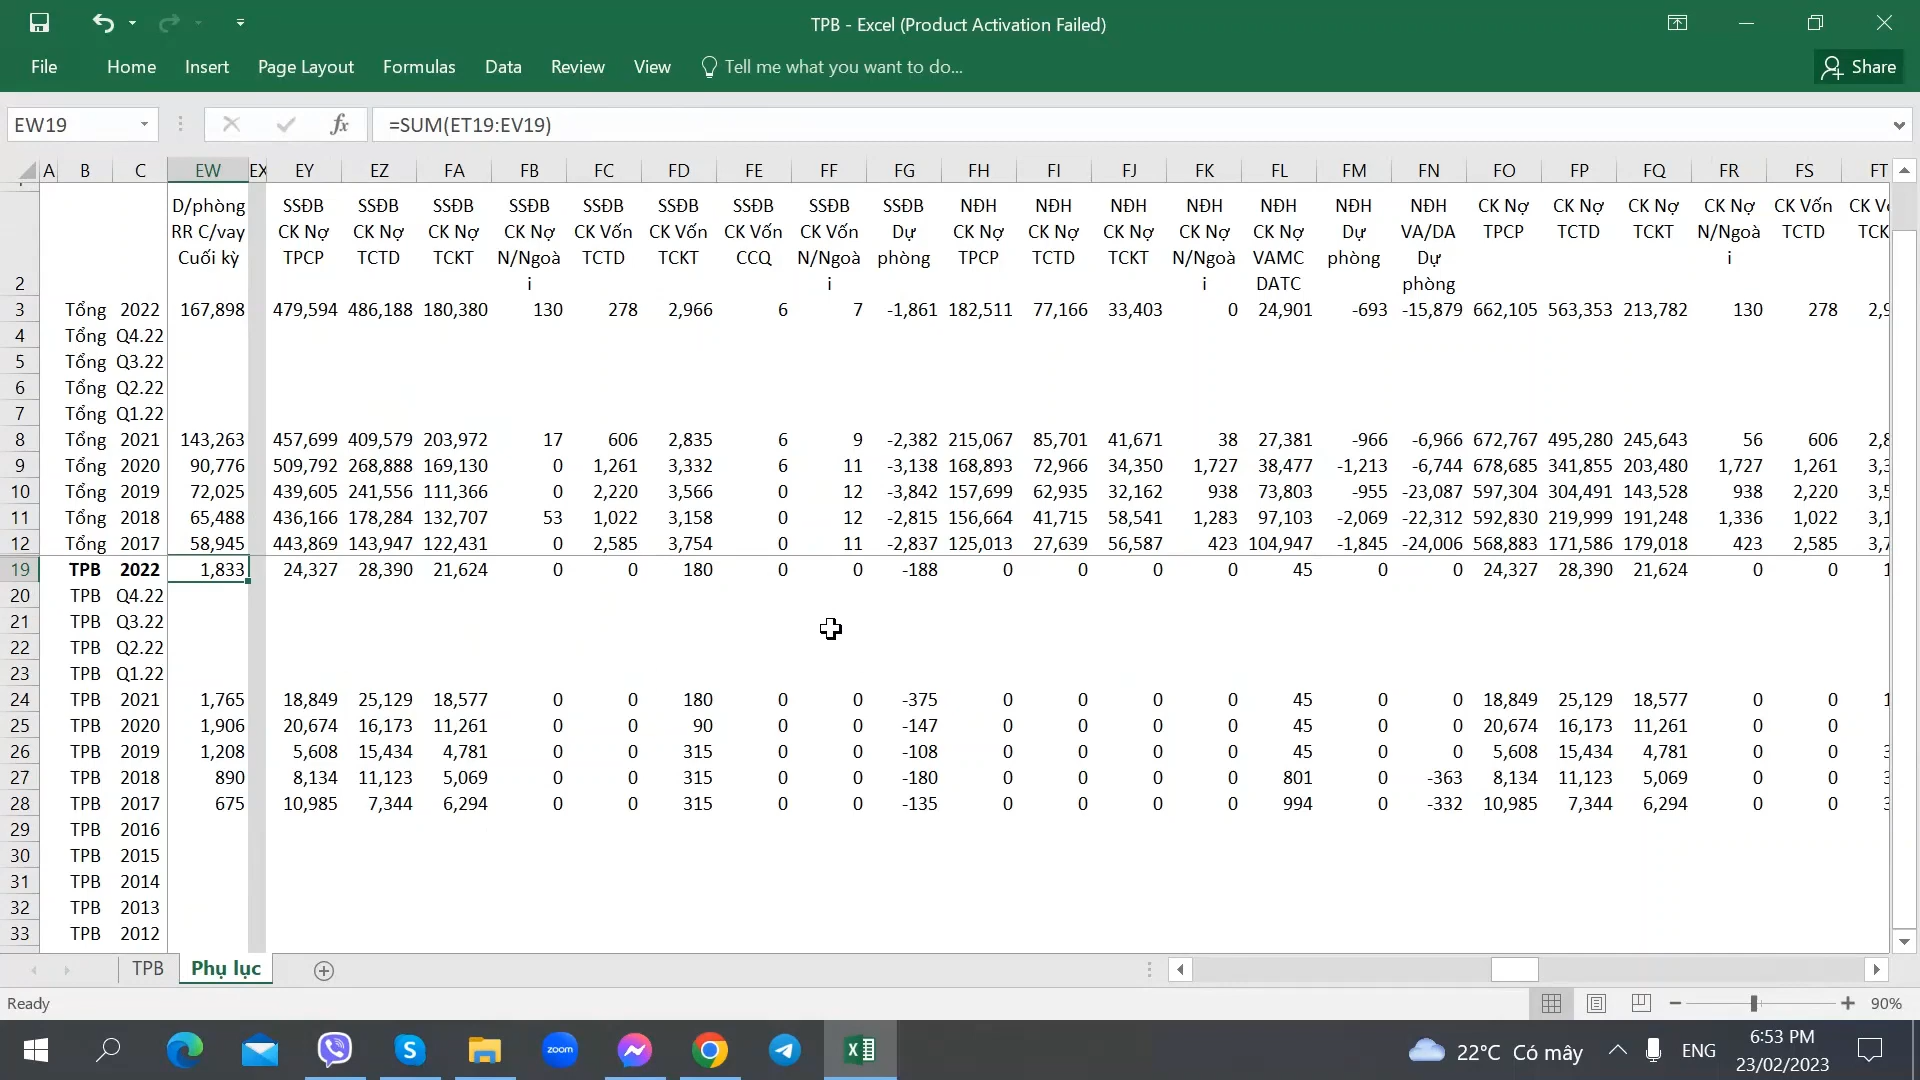 TPB - Excel (Product Activation Failed)
File Home Insert Page Layout Formulas Data Review View Tell me what you want to do... Share
EW19 fx =SUM(ET19:EV19)
A B C EW EX EY EZ FA FB FC FD FE FF FG FH FI FJ FK FL FM FN FO FP FQ FR FS FT
D/phòng SSĐB SSĐB SSĐB SSĐB SSĐB SSĐB SSĐB SSĐB SSĐB NĐH NĐH NĐH NĐH NĐH NĐH NĐH CK Nợ CK Nợ CK Nợ CK Nợ CK Vốn
RR C/vay CK Nợ CK Nợ CK Nợ CK Nợ CK Vốn CK Vốn CK Vốn CK Vốn Dự CK Nợ CK Nợ CK Nợ CK Nợ CK Nợ Dự VA/DA TPCP TCTD TCKT N/Ngoà TCTD
Cuối kỳ TPCP TCTD TCKT N/Ngoà TCTD TCKT CCQ N/Ngoà phòng TPCP TCTD TCKT N/Ngoà VAMC phòng Dự i
2 i i i DATC phòng
3 Tổng 2022 167,898 479,594 486,188 180,380 130 278 2,966 6 7 -1,861 182,511 77,166 33,403 0 24,901 -693 -15,879 662,105 563,353 213,782 130 278
4 Tổng Q4.22
5 Tổng Q3.22
6 Tổng Q2.22
7 Tổng Q1.22
8 Tổng 2021 143,263 457,699 409,579 203,972 17 606 2,835 6 9 -2,382 215,067 85,701 41,671 38 27,381 -966 -6,966 672,767 495,280 245,643 56 606
9 Tổng 2020 90,776 509,792 268,888 169,130 0 1,261 3,332 6 11 -3,138 168,893 72,966 34,350 1,727 38,477 -1,213 -6,744 678,685 341,855 203,480 1,727 1,261
10 Tổng 2019 72,025 439,605 241,556 111,366 0 2,220 3,566 0 12 -3,842 157,699 62,935 32,162 938 73,803 -955 -23,087 597,304 304,491 143,528 938 2,220
11 Tổng 2018 65,488 436,166 178,284 132,707 53 1,022 3,158 0 12 -2,815 156,664 41,715 58,541 1,283 97,103 -2,069 -22,312 592,830 219,999 191,248 1,336 1,022
12 Tổng 2017 58,945 443,869 143,947 122,431 0 2,585 3,754 0 11 -2,837 125,013 27,639 56,587 423 104,947 -1,845 -24,006 568,883 171,586 179,018 423 2,585
19 TPB 2022 1,833 24,327 28,390 21,624 0 0 180 0 0 -188 0 0 0 0 45 0 0 24,327 28,390 21,624 0 0
20 TPB Q4.22
21 TPB Q3.22
22 TPB Q2.22
23 TPB Q1.22
24 TPB 2021 1,765 18,849 25,129 18,577 0 0 180 0 0 -375 0 0 0 0 45 0 0 18,849 25,129 18,577 0 0
25 TPB 2020 1,906 20,674 16,173 11,261 0 0 90 0 0 -147 0 0 0 0 45 0 0 20,674 16,173 11,261 0 0
26 TPB 2019 1,208 5,608 15,434 4,781 0 0 315 0 0 -108 0 0 0 0 45 0 0 5,608 15,434 4,781 0 0
27 TPB 2018 890 8,134 11,123 5,069 0 0 315 0 0 -180 0 0 0 0 801 0 -363 8,134 11,123 5,069 0 0
28 TPB 2017 675 10,985 7,344 6,294 0 0 315 0 0 -135 0 0 0 0 994 0 -332 10,985 7,344 6,294 0 0
29 TPB 2016
30 TPB 2015
31 TPB 2014
32 TPB 2013
33 TPB 2012
TPB Phụ lục
Ready 90%
zoom 22°C Có mây ENG 6:53 PM
23/02/2023